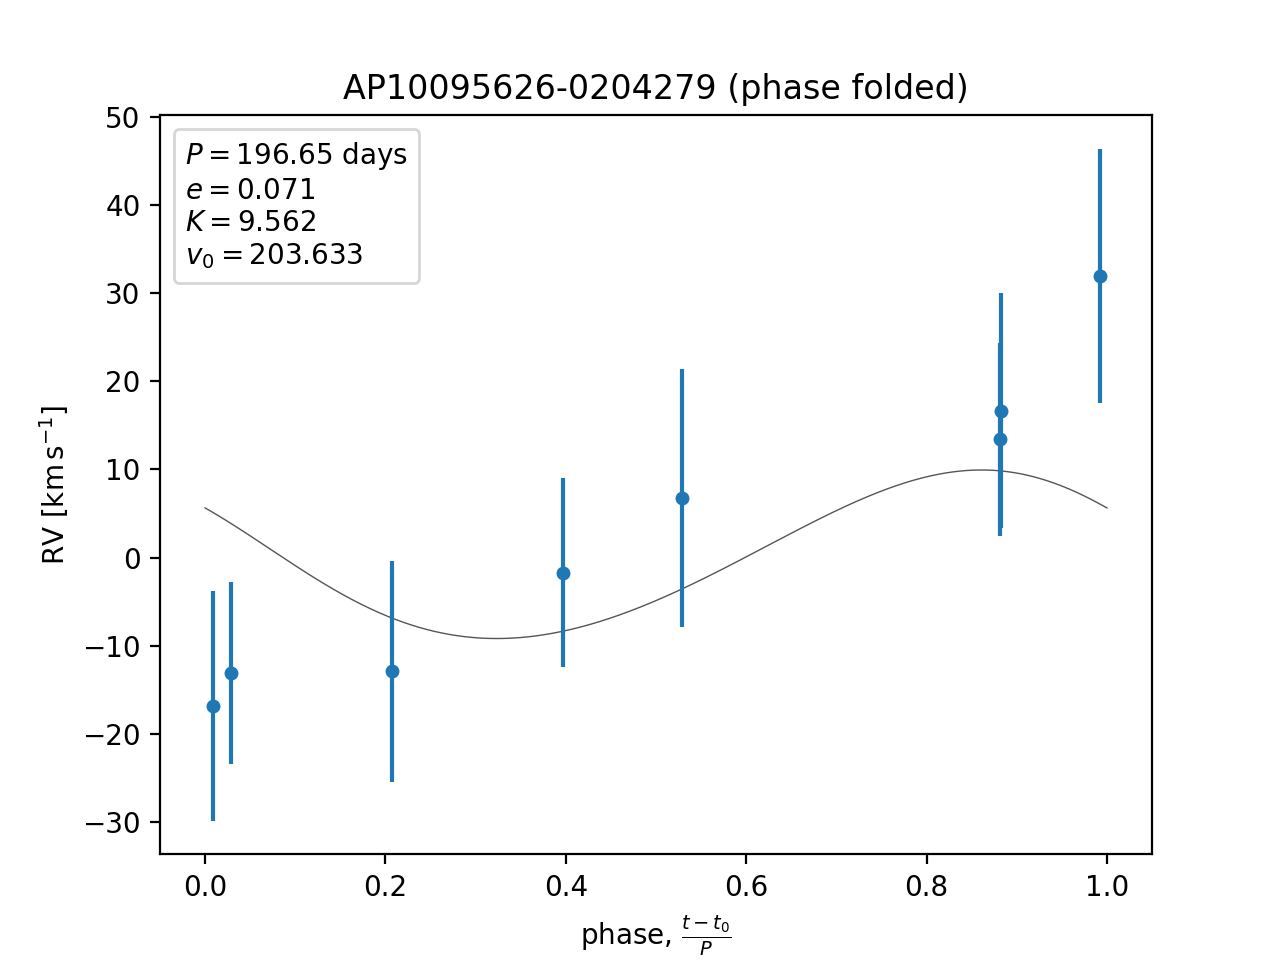 AP10095626-0204279 (phase folded)
P = 196.65 days
e = 0.071
K = 9.562
v₀ = 203.633
50
40
30
20
10
0
−10
−20
−30
RV [km s⁻¹]
0.0 0.2 0.4 0.6 0.8 1.0
phase, (t − t₀)/P